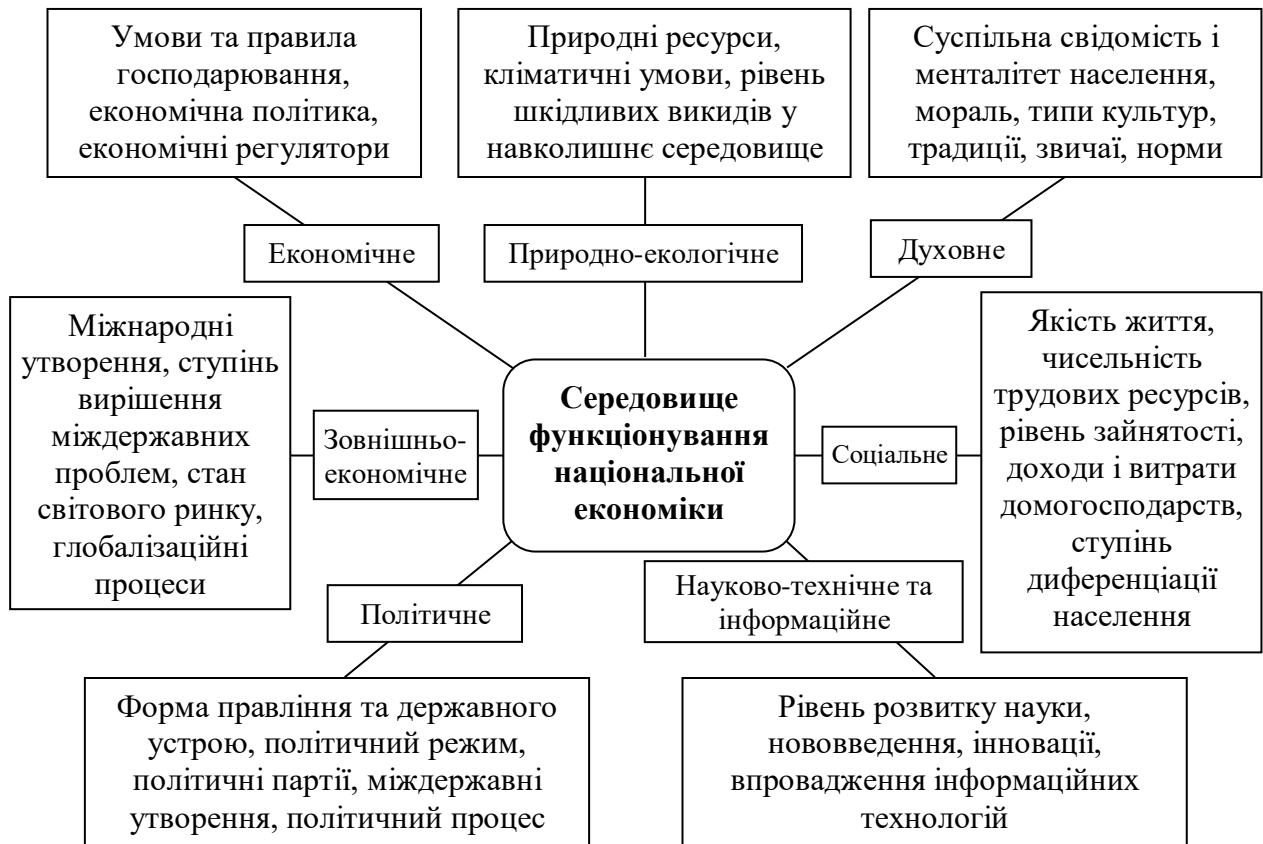 Умови та правила
господарювання,
економічна політика,
економічні регулятори
Природні ресурси,
кліматичні умови, рівень
шкідливих викидів у
навколишнє середовище
Суспільна свідомість і
менталітет населення,
мораль, типи культур,
традиції, звичаї, норми
Економічне
Природно-екологічне
Духовне
Міжнародні
утворення, ступінь
вирішення
міждержавних
проблем, стан
світового ринку,
глобалізаційні
процеси
Зовнішньо-
економічне
Середовище
функціонування
національної
економіки
Соціальне
Якість життя,
чисельність
трудових ресурсів,
рівень зайнятості,
доходи і витрати
домогосподарств,
ступінь
диференціації
населення
Політичне
Науково-технічне та
інформаційне
Форма правління та державного
устрою, політичний режим,
політичні партії, міждержавні
утворення, політичний процес
Рівень розвитку науки,
нововведення, інновації,
впровадження інформаційних
технологій